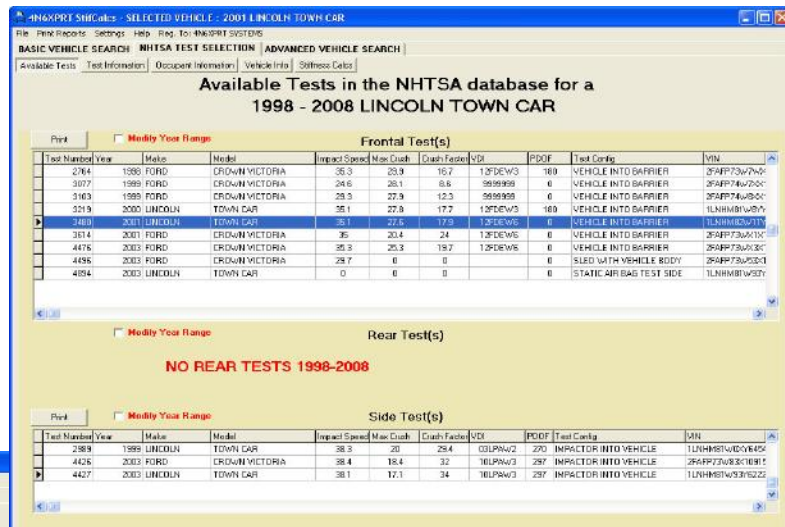 4N6XPRT StifCalcs - SELECTED VEHICLE : 2001 LINCOLN TOWN CAR
File Print Reports Settings Help Reg. To: 4N6XPRT SYSTEMS
BASIC VEHICLE SEARCH NHTSA TEST SELECTION ADVANCED VEHICLE SEARCH
Available Tests Test Information Occupant Information Vehicle Info Stiffness Calcs
Available Tests in the NHTSA database for a
1998 - 2008 LINCOLN TOWN CAR
Print Modify Year Range Frontal Test(s)
Test Number Year Make Model Impact Speed Max Crush Crush Factor VDI PDOF Test Config VIN
2764 1998 FORD CROWN VICTORIA 35.3 28.9 16.7 12FDEW3 180 VEHICLE INTO BARRIER
3077 1999 FORD CROWN VICTORIA 24.6 28.1 8.6 9999999 0 VEHICLE INTO BARRIER
3103 1999 FORD CROWN VICTORIA 29.3 27.9 12.3 9999999 0 VEHICLE INTO BARRIER
3219 2000 LINCOLN TOWN CAR 35.1 27.8 17.7 12FDEW3 180 VEHICLE INTO BARRIER
3480 2001 LINCOLN TOWN CAR 35.1 27.6 17.9 12FDEW6 0 VEHICLE INTO BARRIER
3614 2001 FORD CROWN VICTORIA 35 20.4 24 12FDEW6 0 VEHICLE INTO BARRIER
4476 2003 FORD CROWN VICTORIA 35.3 25.3 19.7 12FDEW6 0 VEHICLE INTO BARRIER
4496 2003 FORD CROWN VICTORIA 29.7 0 0 0 SLED WITH VEHICLE BODY
4894 2003 LINCOLN TOWN CAR 0 0 0 0 STATIC AIR BAG TEST SIDE
Modify Year Range Rear Test(s)
NO REAR TESTS 1998-2008
Print Modify Year Range Side Test(s)
Test Number Year Make Model Impact Speed Max Crush Crush Factor VDI PDOF Test Config VIN
2989 1999 LINCOLN TOWN CAR 38.3 20 29.4 03LPAW2 270 IMPACTOR INTO VEHICLE
4426 2003 FORD CROWN VICTORIA 38.4 18.4 32 10LPAW3 297 IMPACTOR INTO VEHICLE
4427 2003 LINCOLN TOWN CAR 38.1 17.1 34 10LPAW3 297 IMPACTOR INTO VEHICLE